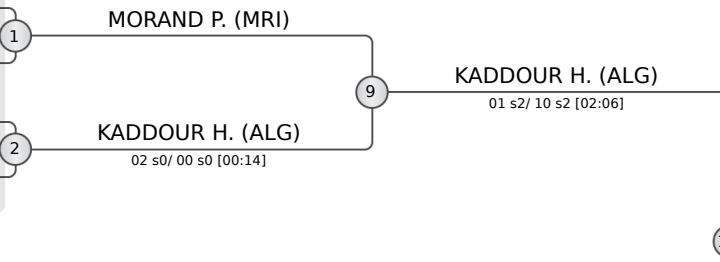 MORAND P. (MRI)
1
KADDOUR H. (ALG)
9
01 s2/ 10 s2 [02:06]
KADDOUR H. (ALG)
2
02 s0/ 00 s0 [00:14]